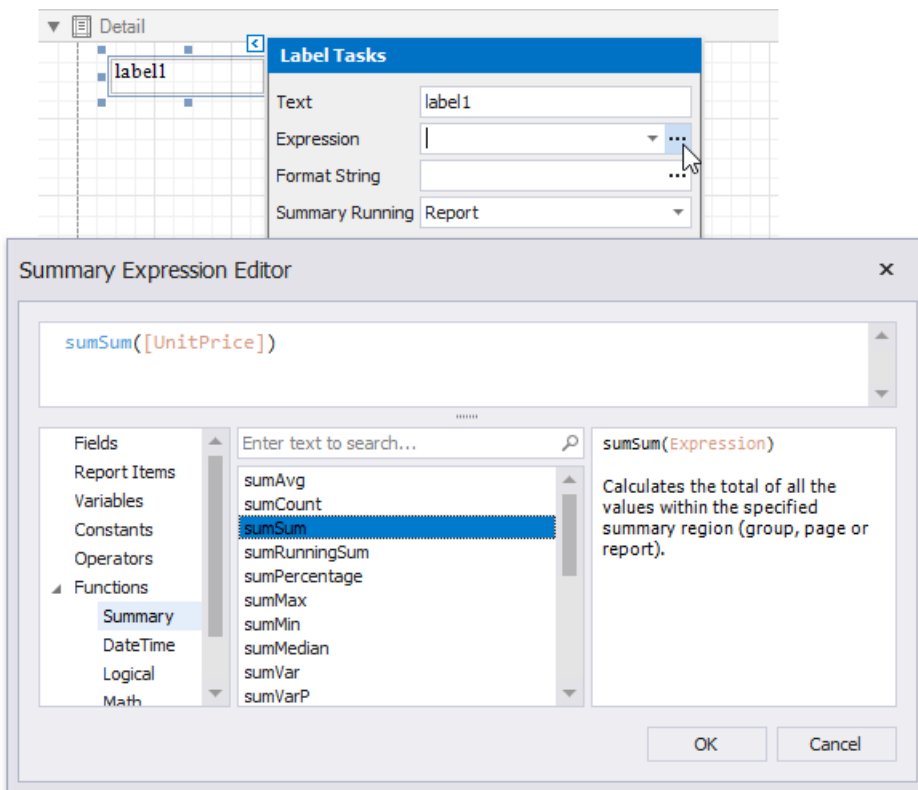 Detail
label1
Label Tasks
Text label1
Expression
Format String
Summary Running Report
Summary Expression Editor
sumSum([UnitPrice])
Fields
Report Items
Variables
Constants
Operators
Functions
Summary
DateTime
Logical
Math
Enter text to search...
sumAvg
sumCount
sumSum
sumRunningSum
sumPercentage
sumMax
sumMin
sumMedian
sumVar
sumVarP
sumSum(Expression)
Calculates the total of all the
values within the specified
summary region (group, page or
report).
OK Cancel